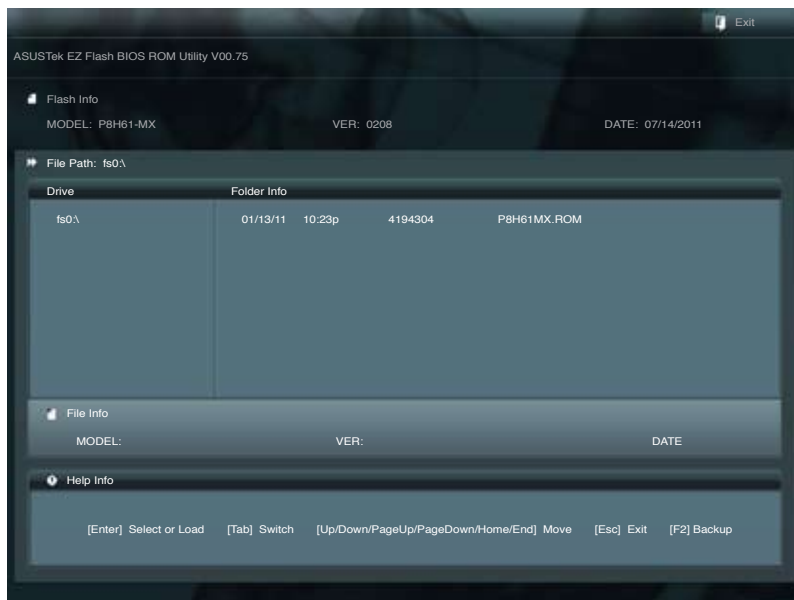 Exit
ASUSTek EZ Flash BIOS ROM Utility V00.75
Flash Info
MODEL: P8H61-MX VER: 0208 DATE: 07/14/2011
File Path: fs0:\
Drive Folder Info
fs0:\ 01/13/11 10:23p 4194304 P8H61MX.ROM
File Info
MODEL: VER: DATE
Help Info
[Enter] Select or Load [Tab] Switch [Up/Down/PageUp/PageDown/Home/End] Move [Esc] Exit [F2] Backup